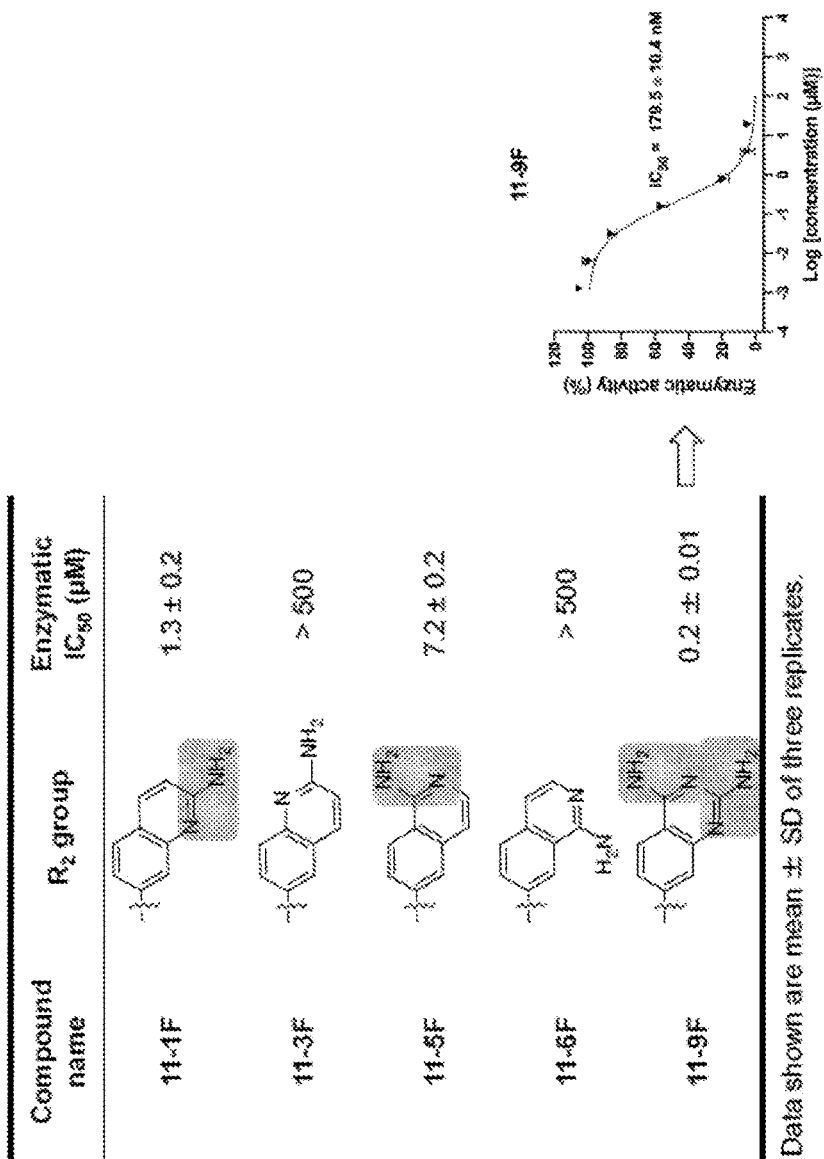 Compound name
R₂ group
Enzymatic IC₅₀ (µM)
11-1F
N NH₂
1.3 ± 0.2
11-3F
N NH₂
> 500
11-5F
NH₂
N
7.2 ± 0.2
11-6F
N
H₂N
> 500
11-9F
NH₂
N
N NH₂
0.2 ± 0.01
Data shown are mean ± SD of three replicates.
11-9F
IC₅₀ = 179.5 ± 10.4 nM
Enzymatic activity (%)
120
100
80
60
40
20
0
-4 -3 -2 -1 0 1 2 3 4
Log [concentration (µM)]